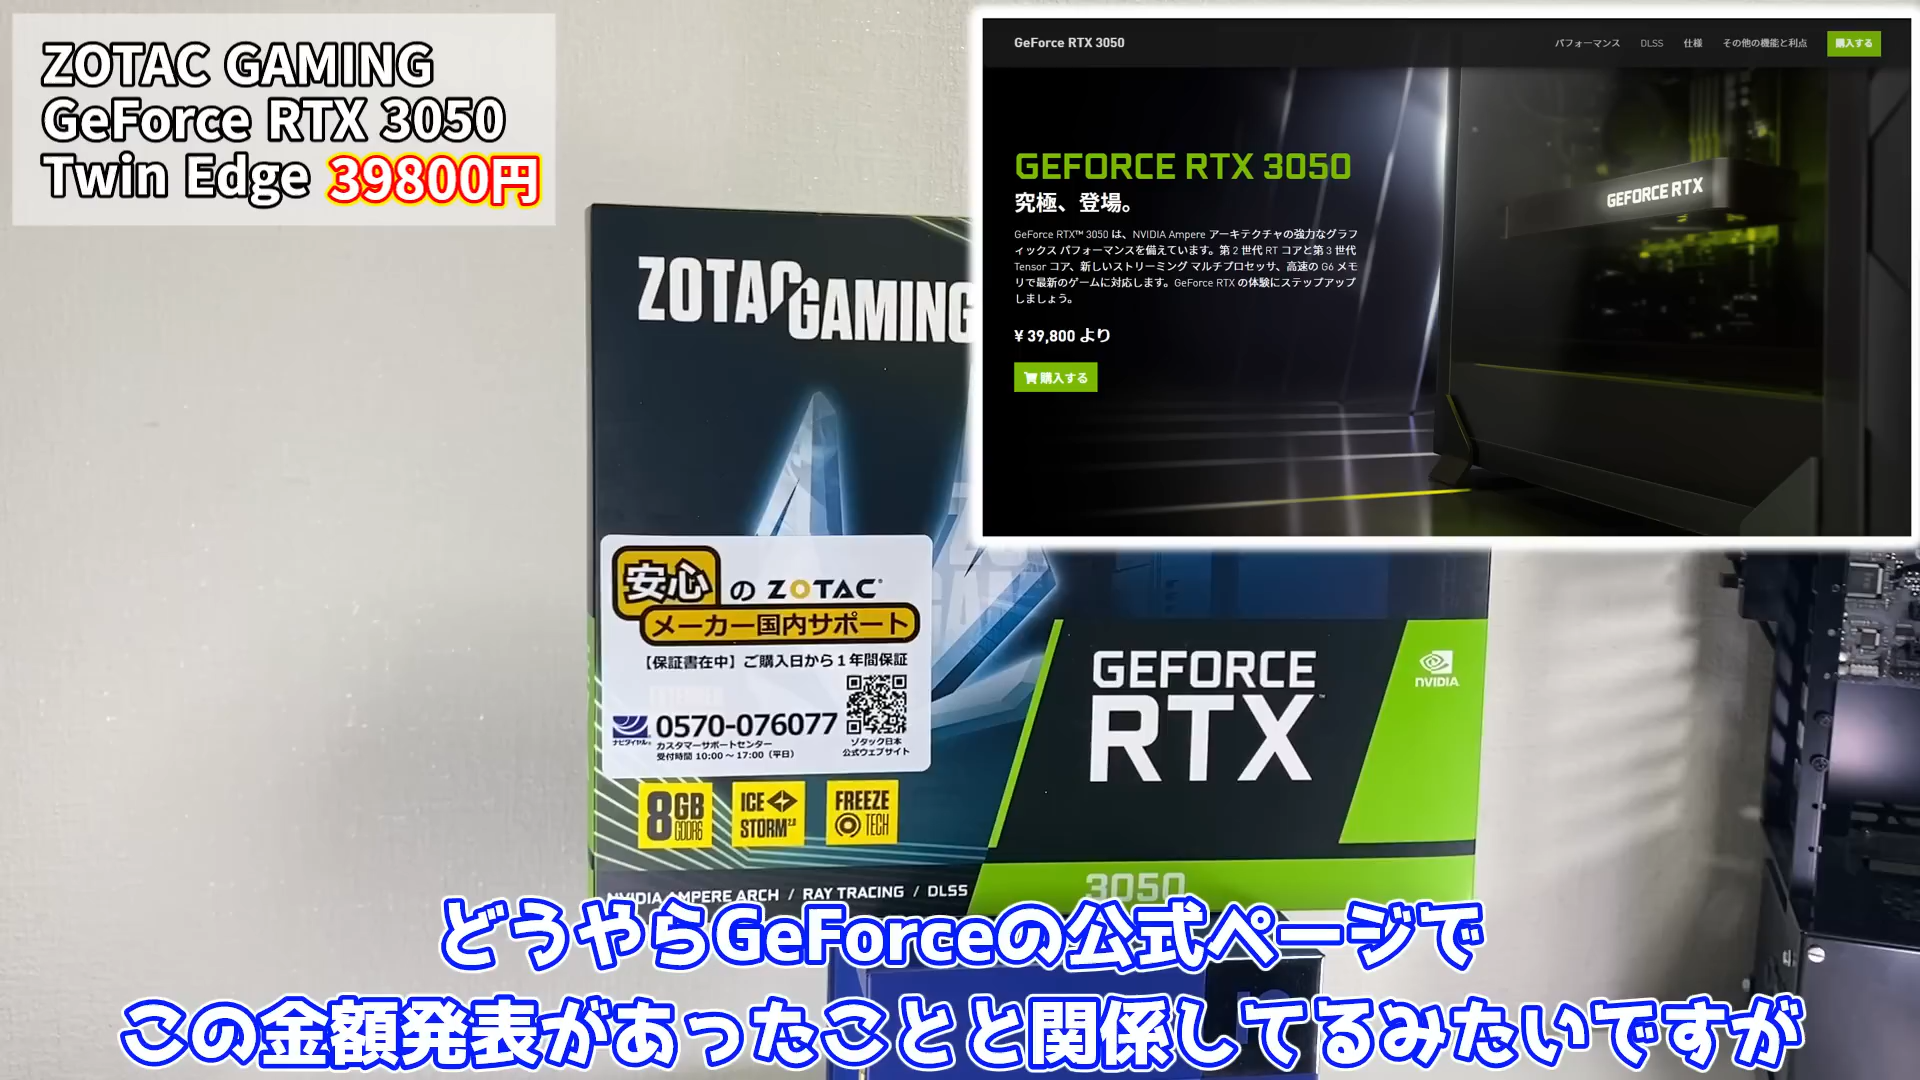 ZOTAC GAMING
GeForce RTX 3050
Twin Edge 39800円
GeForce RTX 3050
パフォーマンス
DLSS
仕様
その他の機能と利点
購入する
GEFORCE RTX 3050
究極、登場。
GeForce RTX™ 3050 は、NVIDIA Ampere アーキテクチャの強力なグラフ
ィックス パフォーマンスを備えています。第 2 世代 RT コアと第 3 世代
Tensor コア、新しいストリーミング マルチプロセッサ、高速の G6 メモ
リで最新のゲームに対応します。GeForce RTX の体験にステップアップ
しましょう。
¥ 39,800 より
購入する
GEFORCE RTX
ZOTAC GAMING
安心のZOTAC®
メーカー国内サポート
【保証書在中】ご購入日から1年間保証
ナビダイヤル®
0570-076077
カスタマーサポートセンター
受付時間 10:00～17:00（平日）
ゾタック日本
公式ウェブサイト
GEFORCE
RTX™
NVIDIA
8GB
GDDR6
ICE
STORM2.0
FREEZE
TECH
NVIDIA AMPERE ARCH / RAY TRACING / DLSS
3050
どうやらGeForceの公式ページで
この金額発表があったことと関係してるみたいですが